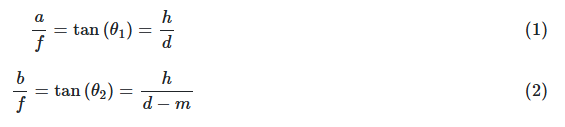 a/f = tan (θ₁) = h/d (1)
b/f = tan (θ₂) = h/(d − m) (2)